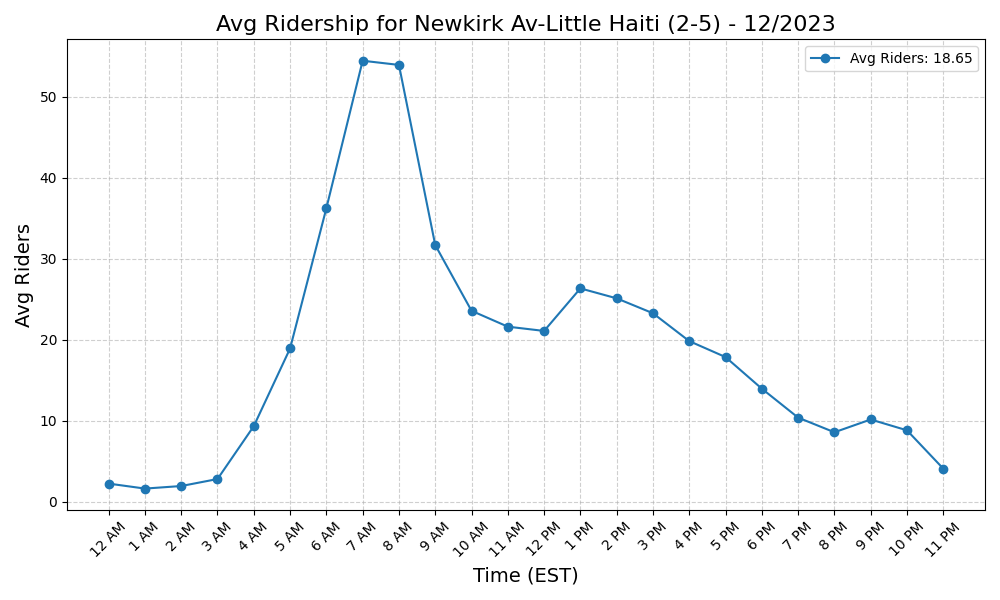 Avg Ridership for Newkirk Av-Little Haiti (2-5) - 12/2023
Avg Riders: 18.65
Avg Riders
50
40
30
20
10
0
12 AM
1 AM
2 AM
3 AM
4 AM
5 AM
6 AM
7 AM
8 AM
9 AM
10 AM
11 AM
12 PM
1 PM
2 PM
3 PM
4 PM
5 PM
6 PM
7 PM
8 PM
9 PM
10 PM
11 PM
Time (EST)